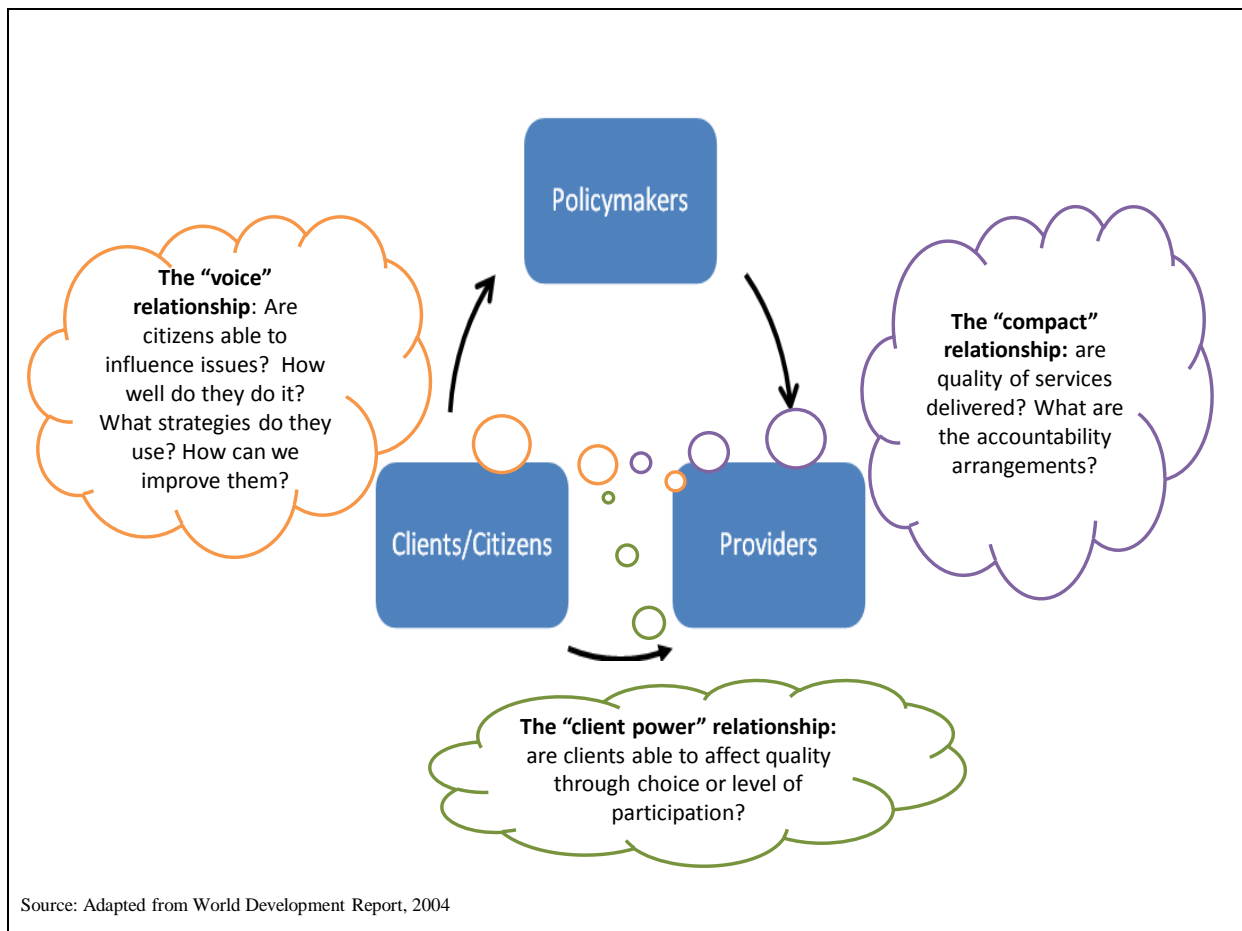 Policymakers
The “voice”
relationship: Are
citizens able to
influence issues?  How
well do they do it?
What strategies do they
use? How can we
improve them?
The “compact”
relationship: are
quality of services
delivered? What are
the accountability
arrangements?
Clients/Citizens
Providers
The “client power” relationship:
are clients able to affect quality
through choice or level of
participation?
Source: Adapted from World Development Report, 2004